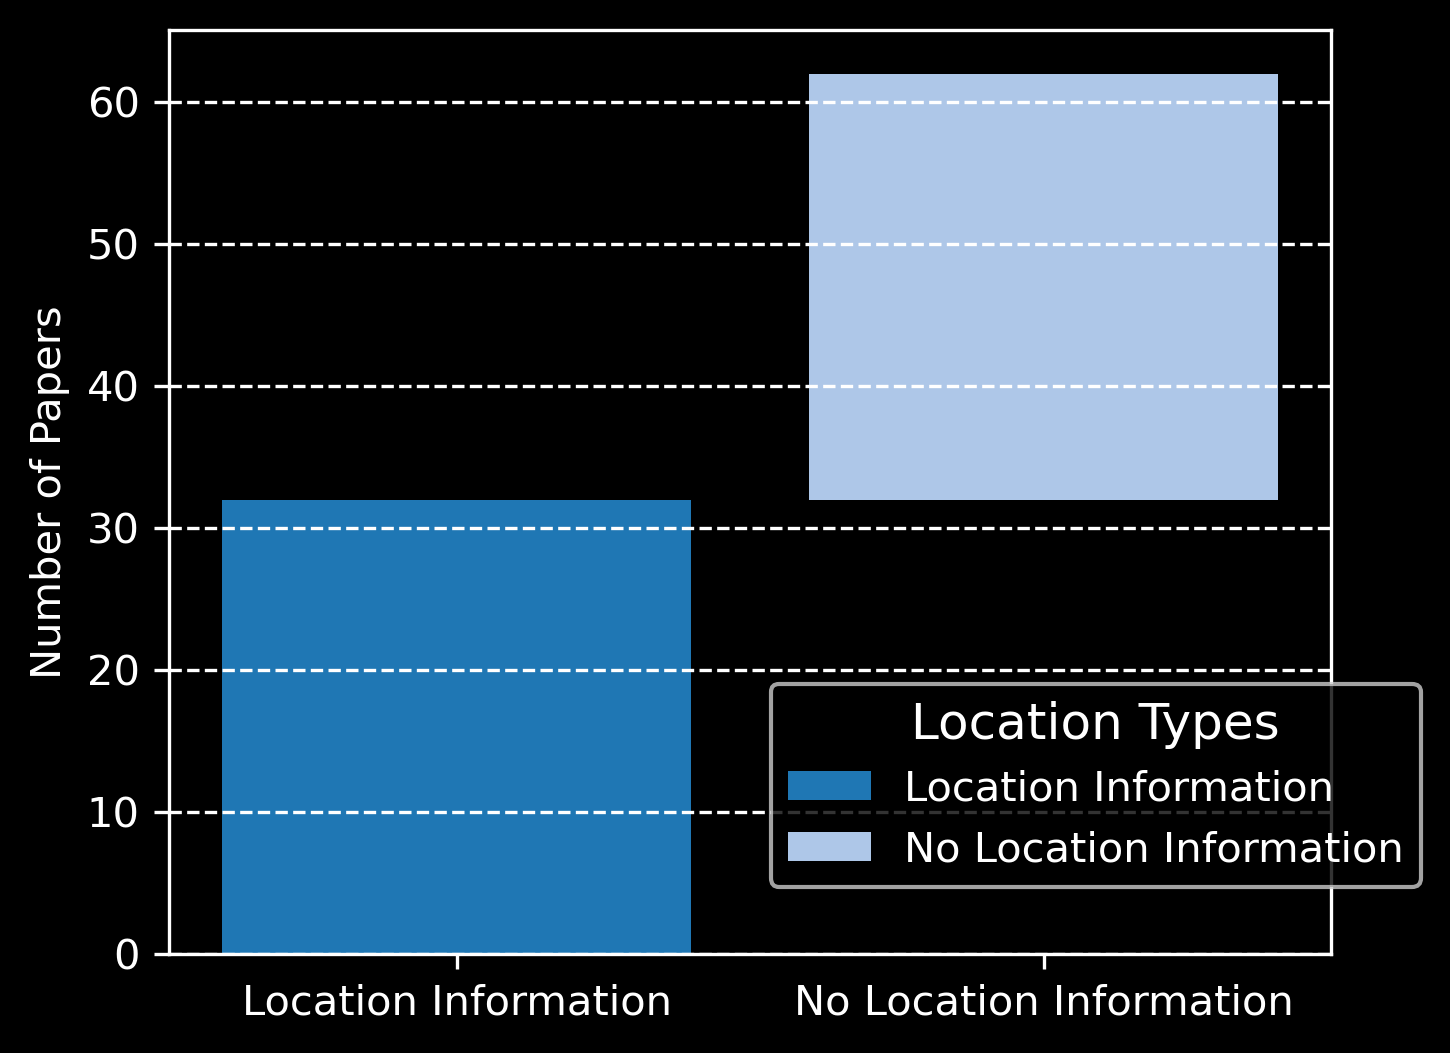 60
50
40
30
20
10
0
Number of Papers
Location Types
Location Information
No Location Information
Location Information
No Location Information